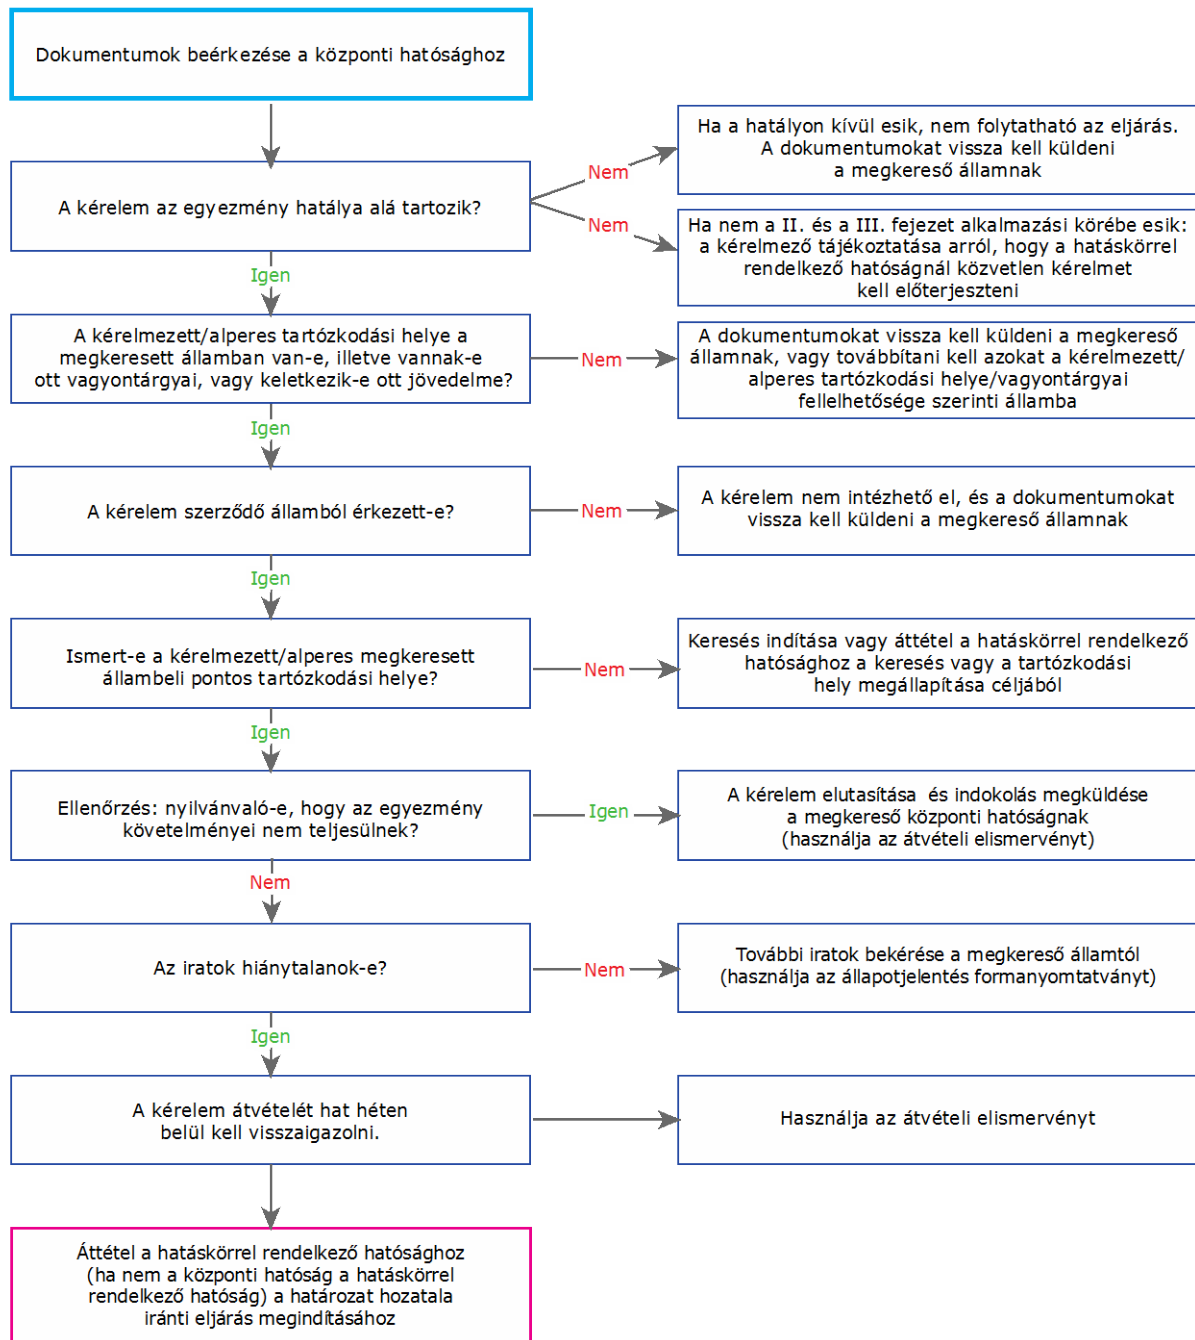 Dokumentumok beérkezése a központi hatósághoz
Ha a hatályon kívül esik, nem folytatható az eljárás.
A dokumentumokat vissza kell küldeni
a megkereső államnak
Nem
A kérelem az egyezmény hatálya alá tartozik?
Nem
Ha nem a II. és a III. fejezet alkalmazási körébe esik:
a kérelmező tájékoztatása arról, hogy a hatáskörrel
rendelkező hatóságnál közvetlen kérelmet
kell előterjeszteni
Igen
A kérelmezett/alperes tartózkodási helye a
megkeresett államban van-e, illetve vannak-e
ott vagyontárgyai, vagy keletkezik-e ott jövedelme?
Nem
A dokumentumokat vissza kell küldeni a megkereső
államnak, vagy továbbítani kell azokat a kérelmezett/
alperes tartózkodási helye/vagyontárgyai
fellelhetősége szerinti államba
Igen
A kérelem szerződő államból érkezett-e?
Nem
A kérelem nem intézhető el, és a dokumentumokat
vissza kell küldeni a megkereső államnak
Igen
Ismert-e a kérelmezett/alperes megkeresett
állambeli pontos tartózkodási helye?
Nem
Keresés indítása vagy áttétel a hatáskörrel rendelkező
hatósághoz a keresés vagy a tartózkodási
hely megállapítása céljából
Igen
Ellenőrzés: nyilvánvaló-e, hogy az egyezmény
követelményei nem teljesülnek?
Igen
A kérelem elutasítása és indokolás megküldése
a megkereső központi hatóságnak
(használja az átvételi elismervényt)
Nem
Az iratok hiánytalanok-e?
Nem
További iratok bekérése a megkereső államtól
(használja az állapotjelentés formanyomtatványt)
Igen
A kérelem átvételét hat héten
belül kell visszaigazolni.
Használja az átvételi elismervényt
Áttétel a hatáskörrel rendelkező hatósághoz
(ha nem a központi hatóság a hatáskörrel
rendelkező hatóság) a határozat hozatala
iránti eljárás megindításához